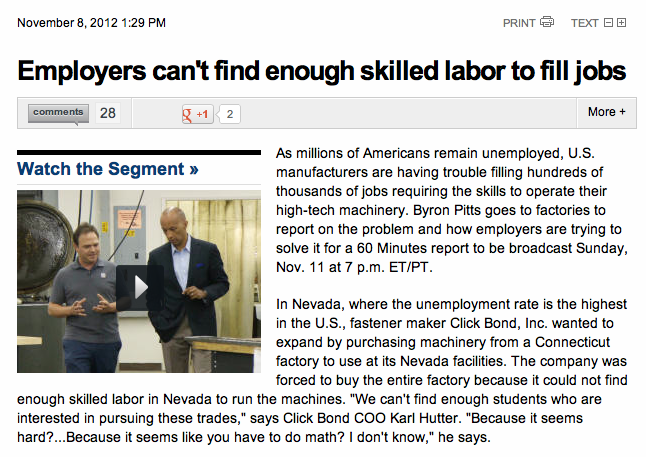 November 8, 2012 1:29 PM
PRINT TEXT
Employers can't find enough skilled labor to fill jobs
comments 28 +1 2 More +
Watch the Segment »
As millions of Americans remain unemployed, U.S.
manufacturers are having trouble filling hundreds of
thousands of jobs requiring the skills to operate their
high-tech machinery. Byron Pitts goes to factories to
report on the problem and how employers are trying to
solve it for a 60 Minutes report to be broadcast Sunday,
Nov. 11 at 7 p.m. ET/PT.
In Nevada, where the unemployment rate is the highest
in the U.S., fastener maker Click Bond, Inc. wanted to
expand by purchasing machinery from a Connecticut
factory to use at its Nevada facilities. The company was
forced to buy the entire factory because it could not find
enough skilled labor in Nevada to run the machines. "We can't find enough students who are
interested in pursuing these trades," says Click Bond COO Karl Hutter. "Because it seems
hard?...Because it seems like you have to do math? I don't know," he says.